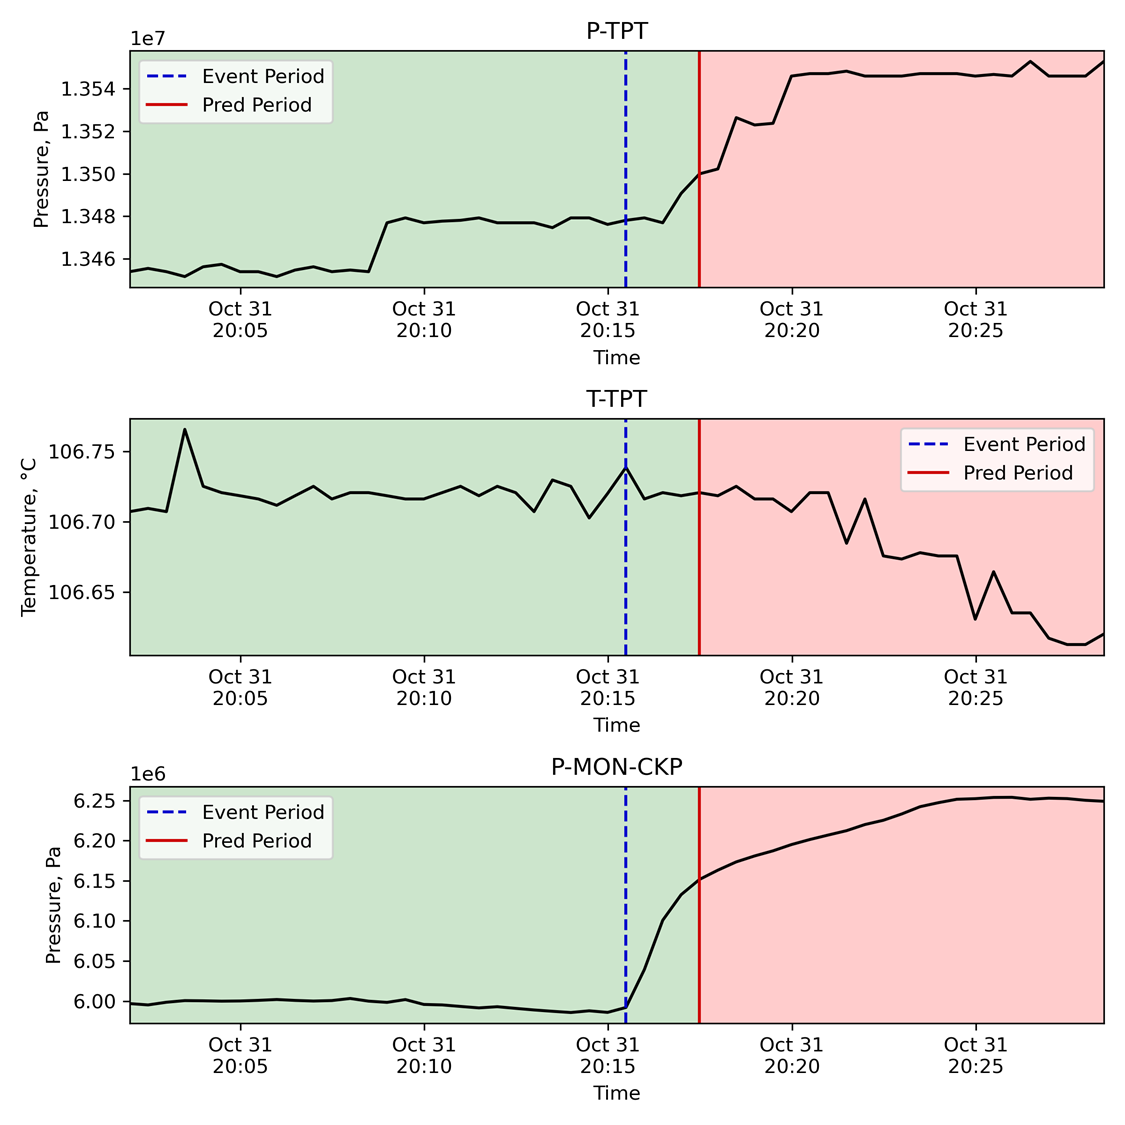 P-TPT
1e7
Event Period
Pred Period
1.354
1.352
1.350
1.348
1.346
Pressure, Pa
Oct 31 Oct 31 Oct 31 Oct 31 Oct 31
20:05 20:10 20:15 20:20 20:25
Time
T-TPT
Event Period
Pred Period
106.75
106.70
106.65
Temperature, °C
Oct 31 Oct 31 Oct 31 Oct 31 Oct 31
20:05 20:10 20:15 20:20 20:25
Time
P-MON-CKP
1e6
Event Period
Pred Period
6.25
6.20
6.15
6.10
6.05
6.00
Pressure, Pa
Oct 31 Oct 31 Oct 31 Oct 31 Oct 31
20:05 20:10 20:15 20:20 20:25
Time